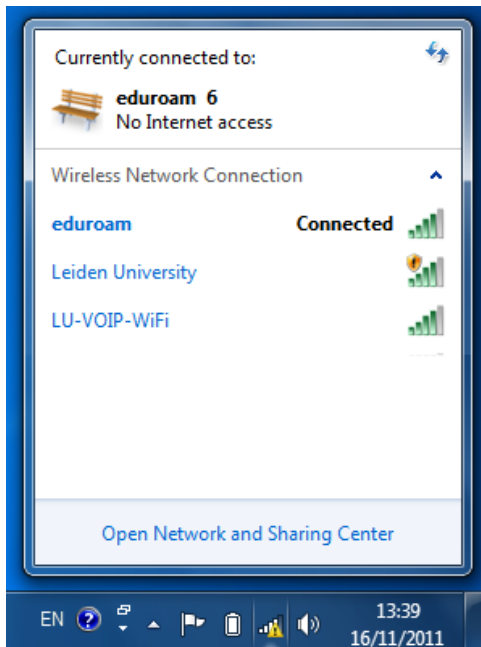 Currently connected to:
eduroam 6
No Internet access
Wireless Network Connection
eduroam Connected
Leiden University
LU-VOIP-WiFi
Open Network and Sharing Center
EN ? 13:39
16/11/2011